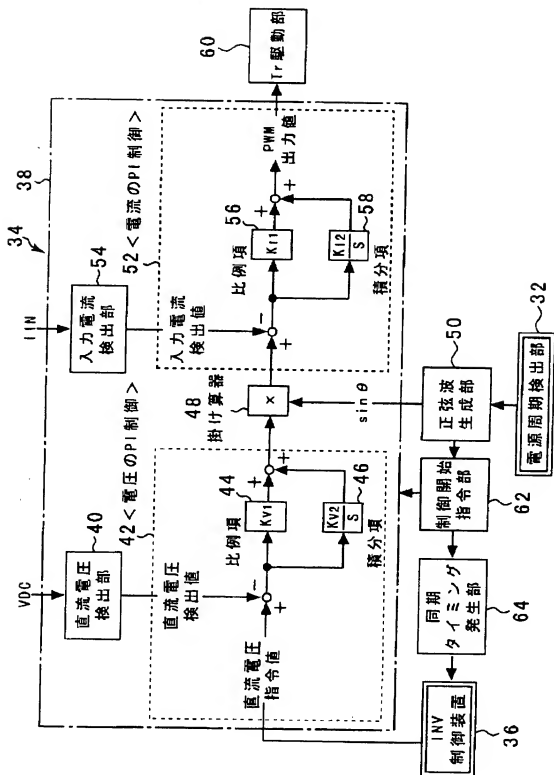 34
38
VDC
IIN
40
直流電圧
検出部
54
入力電流
検出部
42
<電圧のPI制御>
52
<電流のPI制御>
直流電圧検出値
入力電流
検出値
直流電圧
指令値
比例項
44
KV1
KV2
S
46
積分項
48
掛け算器
×
比例項
56
KI1
KI2
S
58
積分項
PWM
出力値
60
Tr駆動部
+
−
+
+
+
−
+
+
sinθ
36
INV
制御装置
64
同期
タイミング
発生部
62
制御開始
指令部
50
正弦波
生成部
32
電源周期検出部